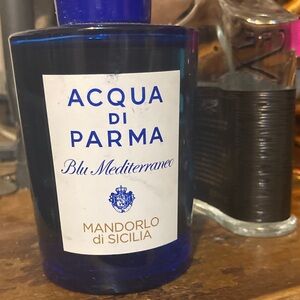 ACQUA
DI
PARMA
Blu Mediterraneo
MANDORLO
di SICILIA